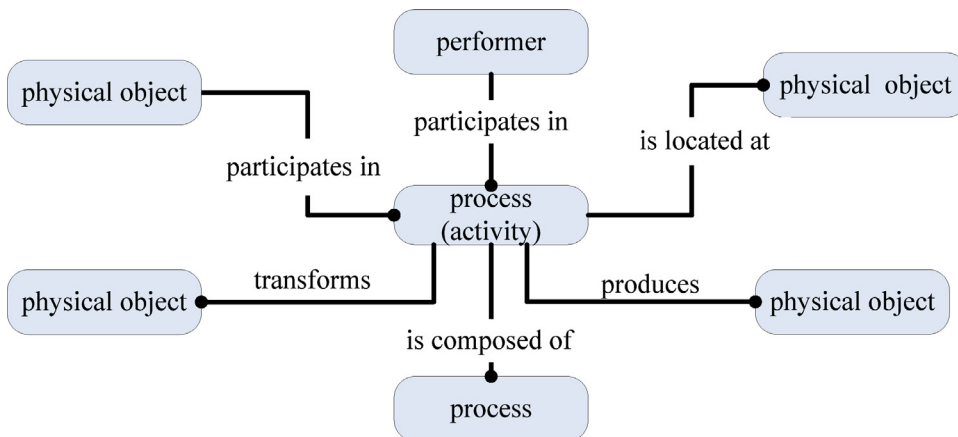 performer
physical object
physical object
participates in
is located at
participates in
process
(activity)
transforms
produces
physical object
physical object
is composed of
process